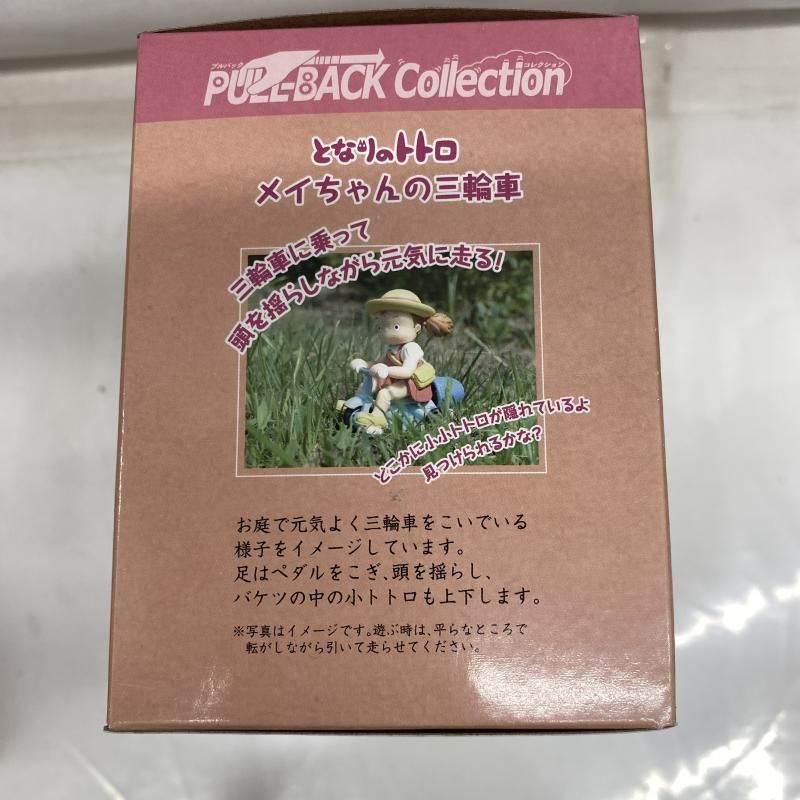 プルバック コレクション
PULL-BACK Collection
となりのトトロ
メイちゃんの三輪車
三輪車に乗って
頭を揺らしながら元気に走る!
どこかに小トトロが隠れているよ
見つけられるかな?
お庭で元気よく三輪車をこいでいる
様子をイメージしています。
足はペダルをこぎ、頭を揺らし、
バケツの中の小トトロも上下します。
※写真はイメージです。遊ぶ時は、平らなところで
転がしながら引いて走らせてください。